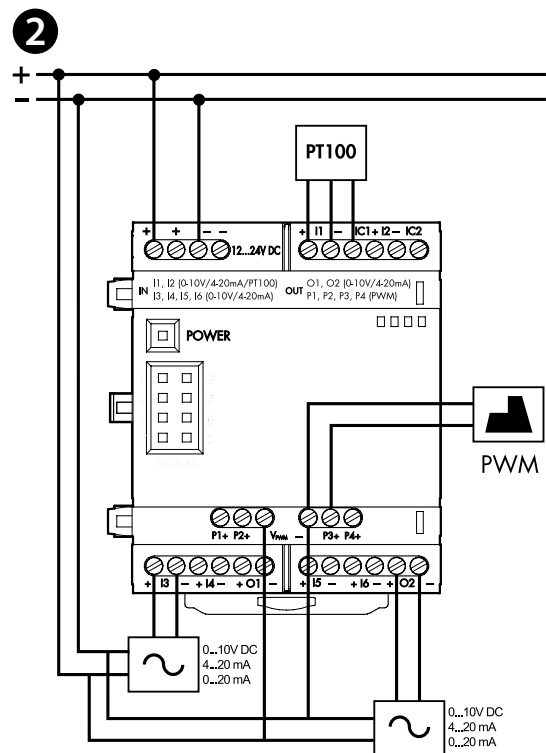 2
+
−
PT100
+ + − − 12...24V DC + I1 − IC1 + I2 − IC2
IN I1, I2 (0-10V/4-20mA/PT100) OUT O1, O2 (0-10V/4-20mA)
I3, I4, I5, I6 (0-10V/4-20mA) P1, P2, P3, P4 (PWM)
POWER
PWM
P1+ P2+ VPWM − P3+ P4+
+ I3 − + I4 − + O1 − + I5 − + I6 − + O2 −
0...10V DC
4...20 mA
0...20 mA
0...10V DC
4...20 mA
0...20 mA